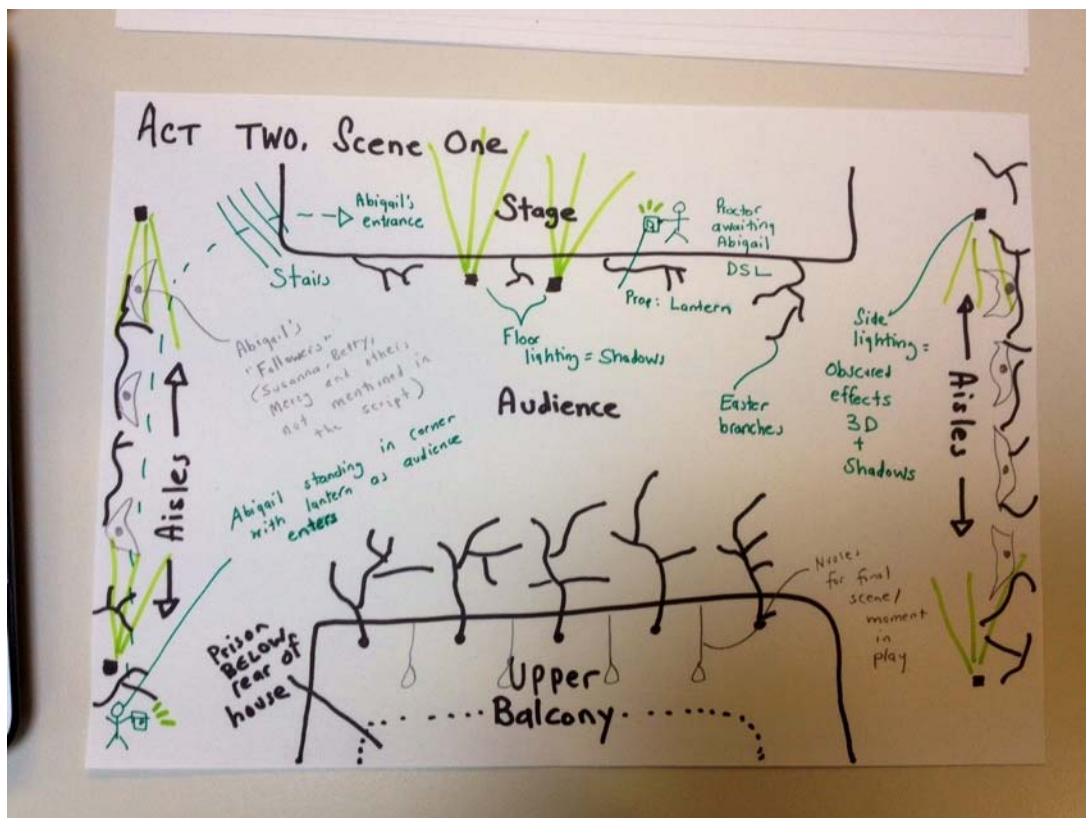 ACT TWO, Scene One
Abigail's
entrance
Stage
Proctor
awaiting
Abigail
Stairs
DSL
Prop: Lantern
Floor
lighting = Shadows
Abigail's
"Followers"
(Susanna, Betty,
Mercy and others
not mentioned in
the script)
Audience
Easter
branches
Side
lighting =
Obscured
effects
3D
+
Shadows
Aisles
Aisles
Abigail standing in corner
with lantern as audience
enters
Nooses
for final
scene/
moment
in
play
Prison
BELOW
rear of
house
Upper
Balcony